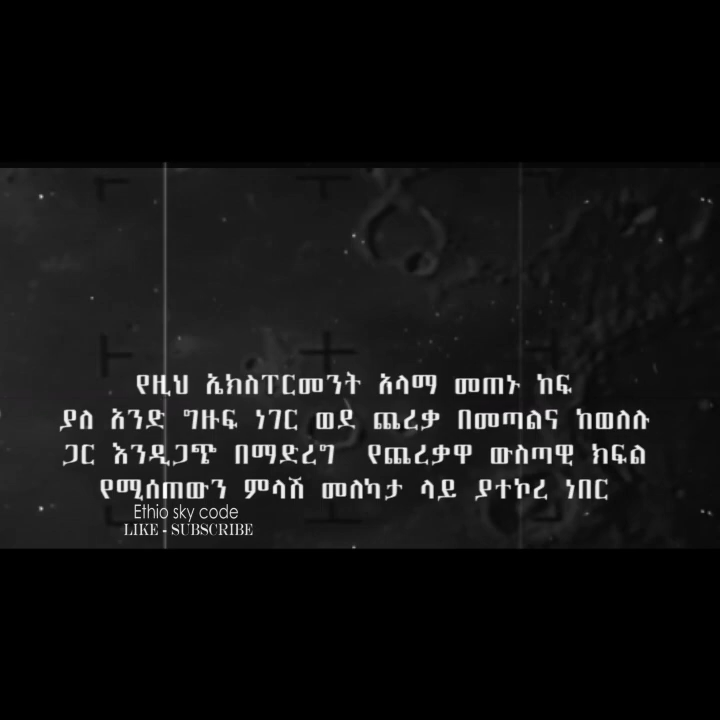 የዚህ ኤክስፐርመንት አላማ መጠኑ ከፍ
ያለ አንድ ግዙፍ ነገር ወደ ጨረቃ በመጣልና ከወለሉ
ጋር እንዲጋጭ በማድረግ የጨረቃዋ ውስጣዊ ክፍል
የሚሰጠውን ምላሽ መለካታ ላይ ያተኮረ ነበር
Ethio sky code
LIKE - SUBSCRIBE